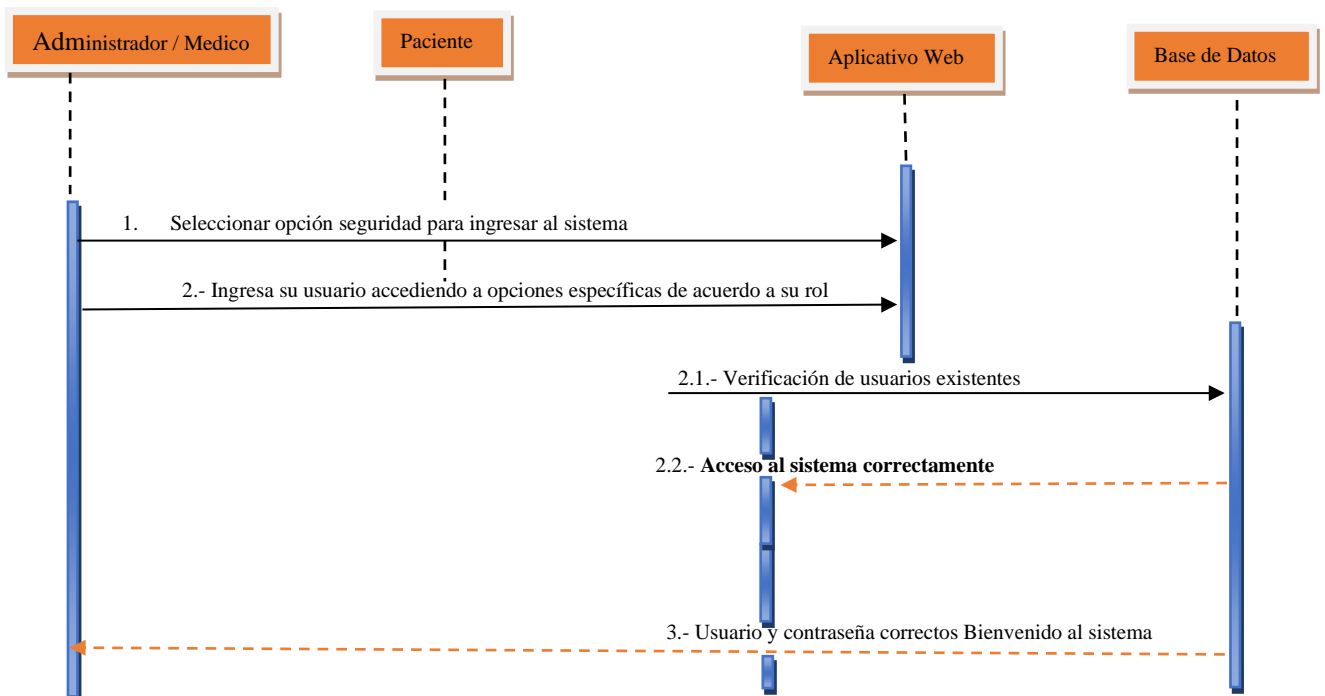 Administrador / Medico
Paciente
Aplicativo Web
Base de Datos
1. Seleccionar opción seguridad para ingresar al sistema
2.- Ingresa su usuario accediendo a opciones específicas de acuerdo a su rol
2.1.- Verificación de usuarios existentes
2.2.- Acceso al sistema correctamente
3.- Usuario y contraseña correctos Bienvenido al sistema